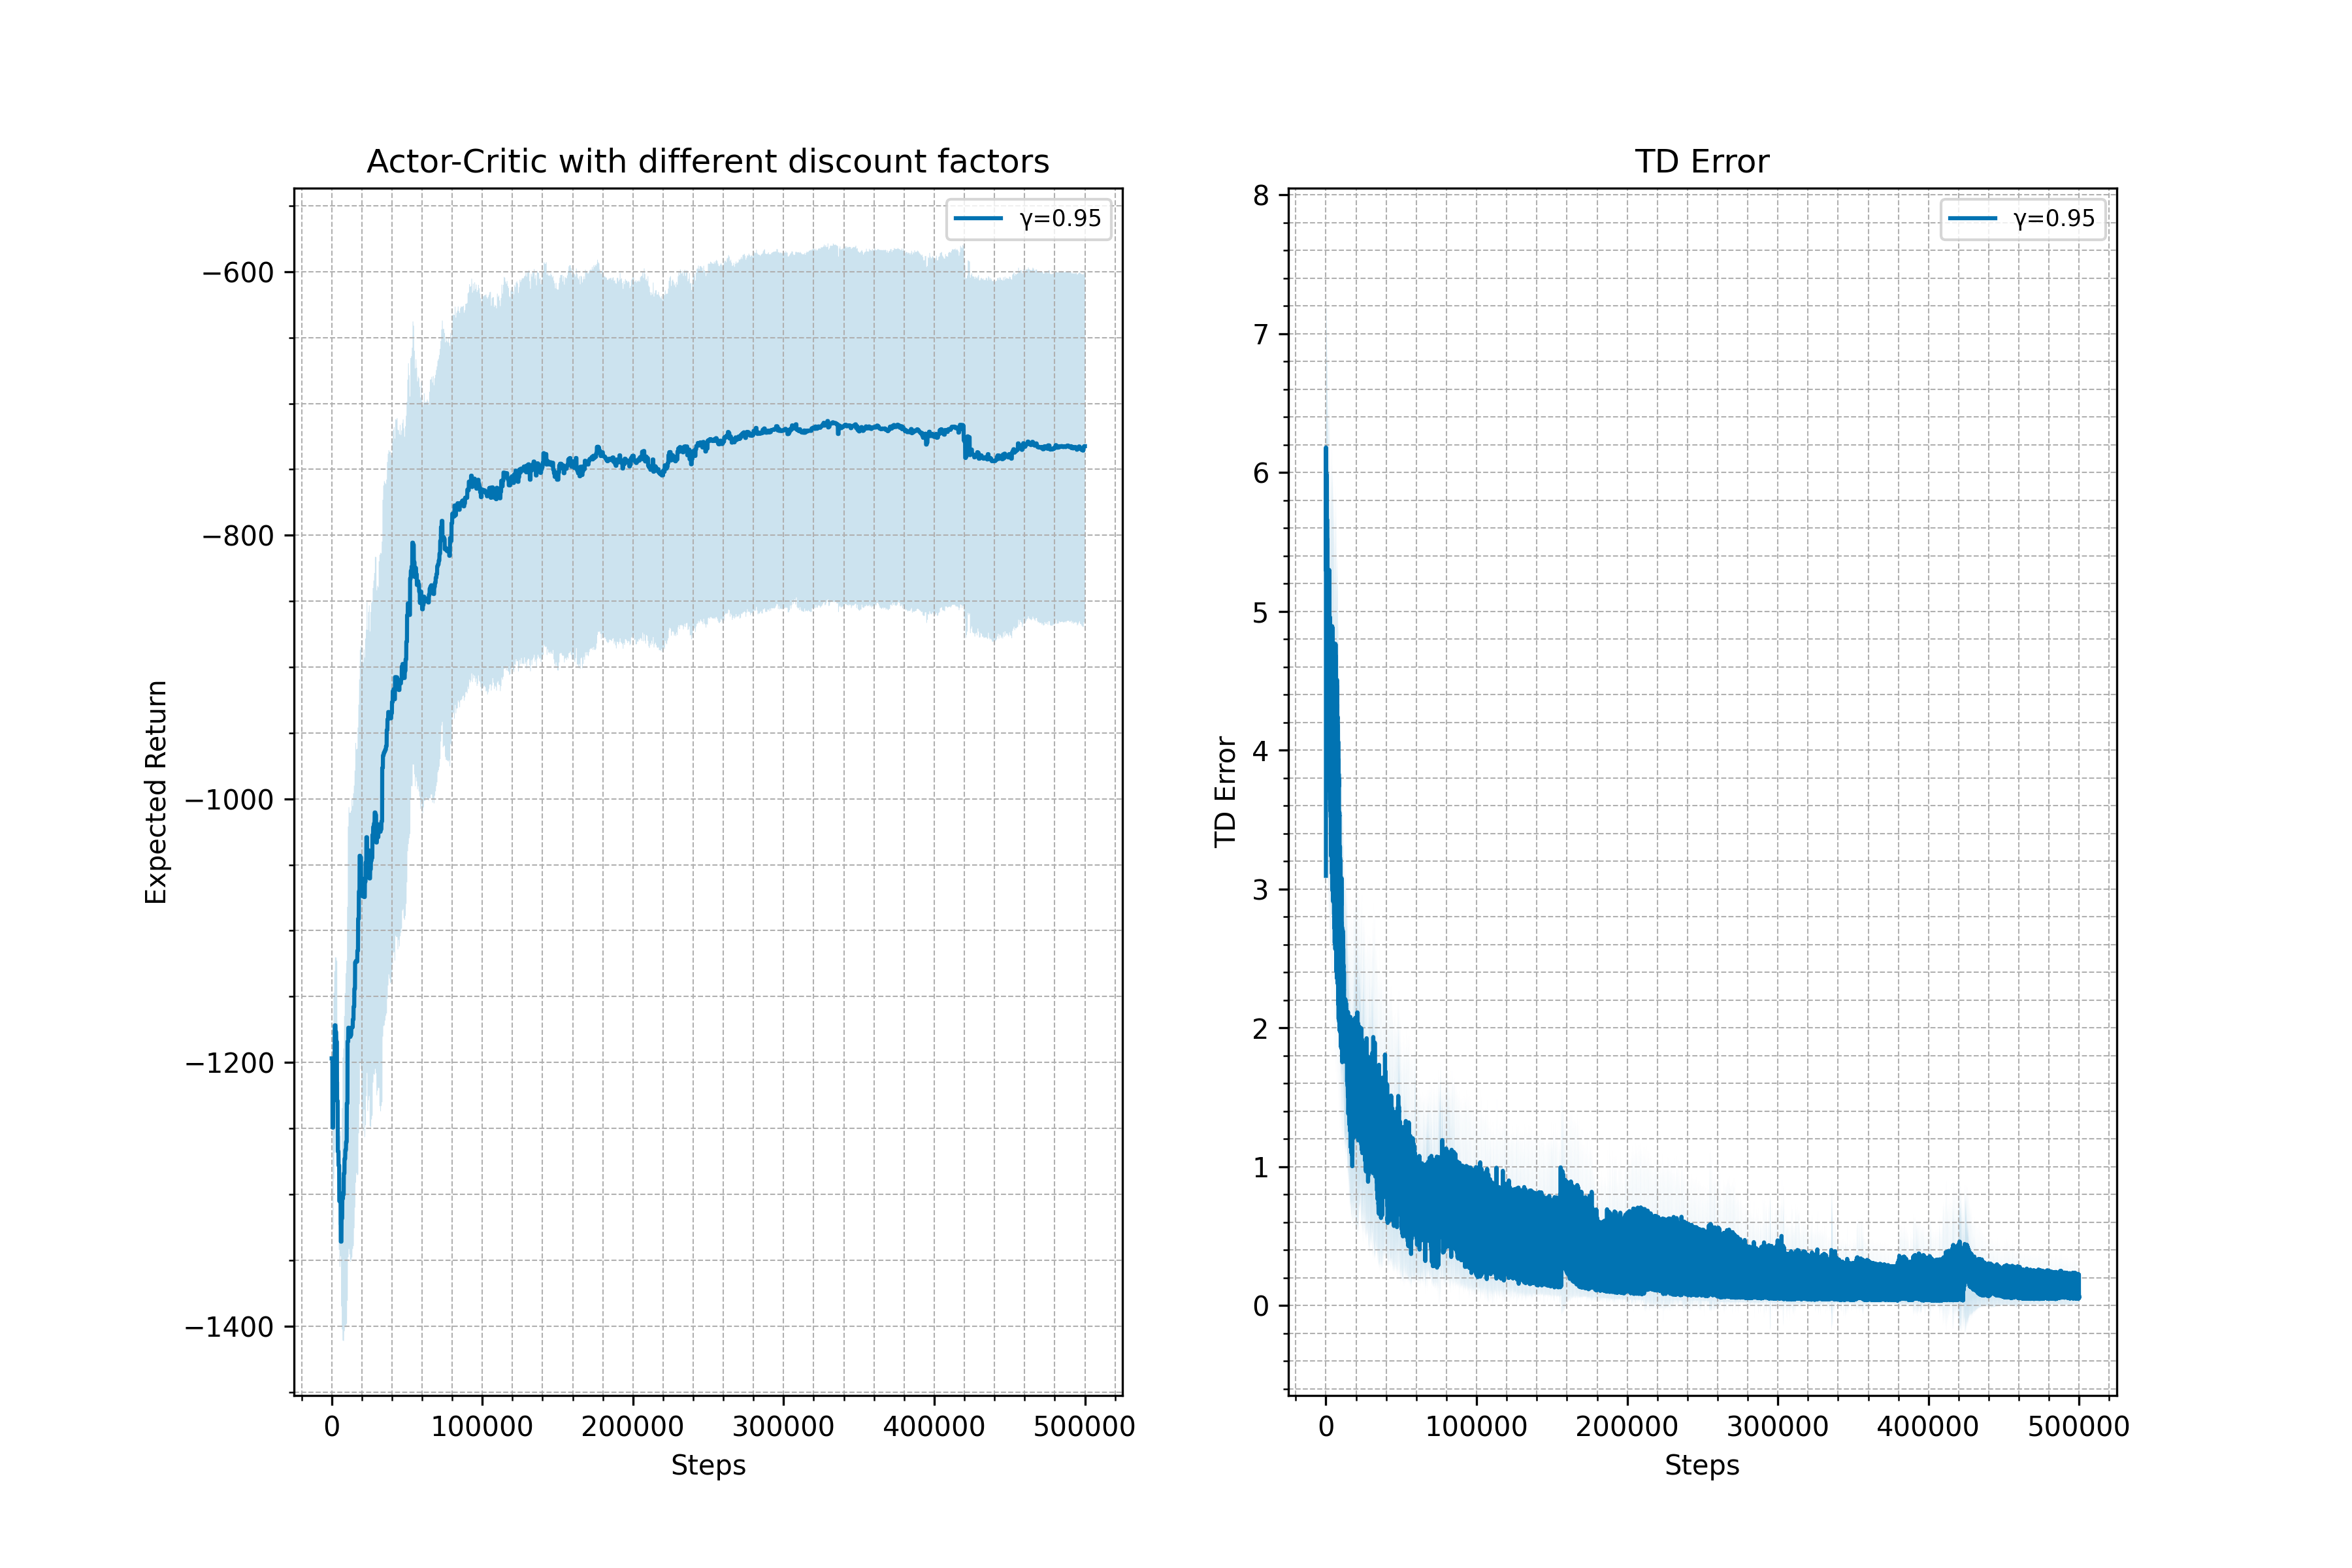 Actor-Critic with different discount factors
γ=0.95
−600
−800
−1000
−1200
−1400
Expected Return
0 100000 200000 300000 400000 500000
Steps
TD Error
γ=0.95
8
7
6
5
4
3
2
1
0
TD Error
0 100000 200000 300000 400000 500000
Steps